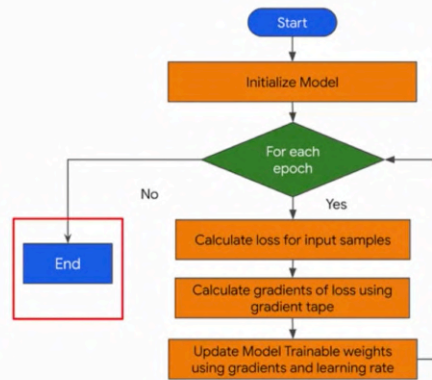 Start
Initialize Model
For each
epoch
No
Yes
End
Calculate loss for input samples
Calculate gradients of loss using
gradient tape
Update Model Trainable weights
using gradients and learning rate